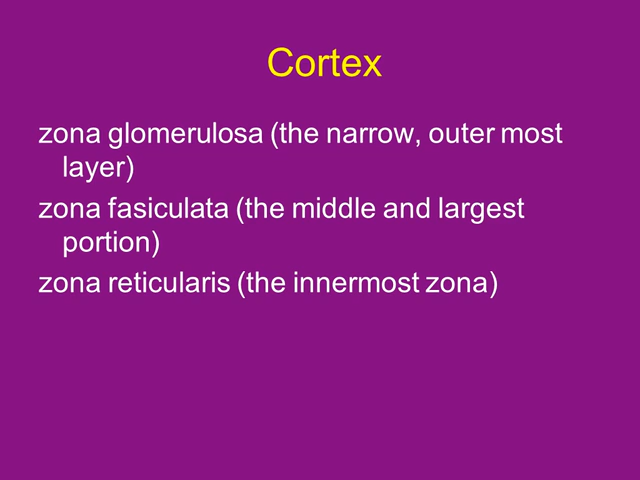 Cortex
zona glomerulosa (the narrow, outer most
layer)
zona fasiculata (the middle and largest
portion)
zona reticularis (the innermost zona)